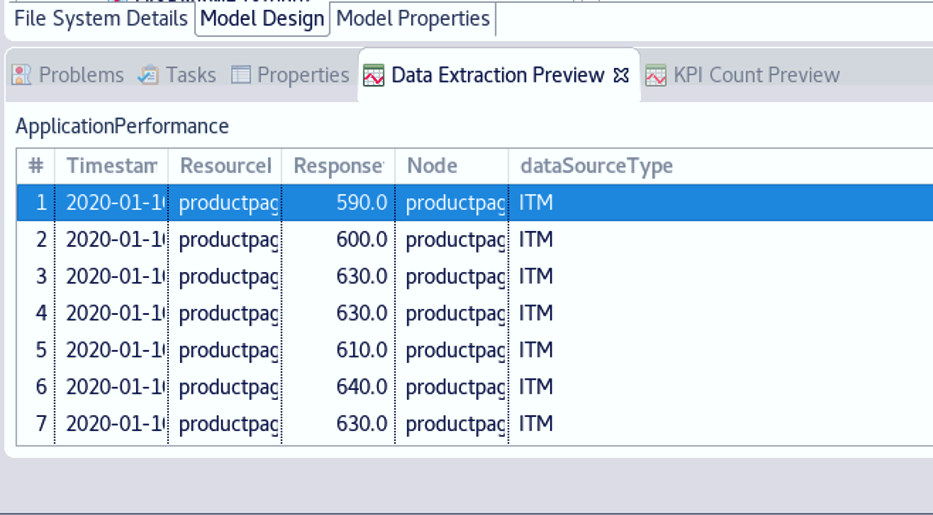 File System Details Model Design Model Properties
Problems Tasks Properties Data Extraction Preview KPI Count Preview
ApplicationPerformance
# Timestam Resourcel Response dataSourceType Node
1 2020-01-1 productpag 590.0 productpag ITM
2 2020-01-1 productpag 600.0 productpag ITM
3 2020-01-1 productpag 630.0 productpag ITM
4 2020-01-1 productpag 630.0 productpag ITM
5 2020-01-1 productpag 610.0 productpag ITM
6 2020-01-1 productpag 640.0 productpag ITM
7 2020-01-1 productpag 630.0 productpag ITM